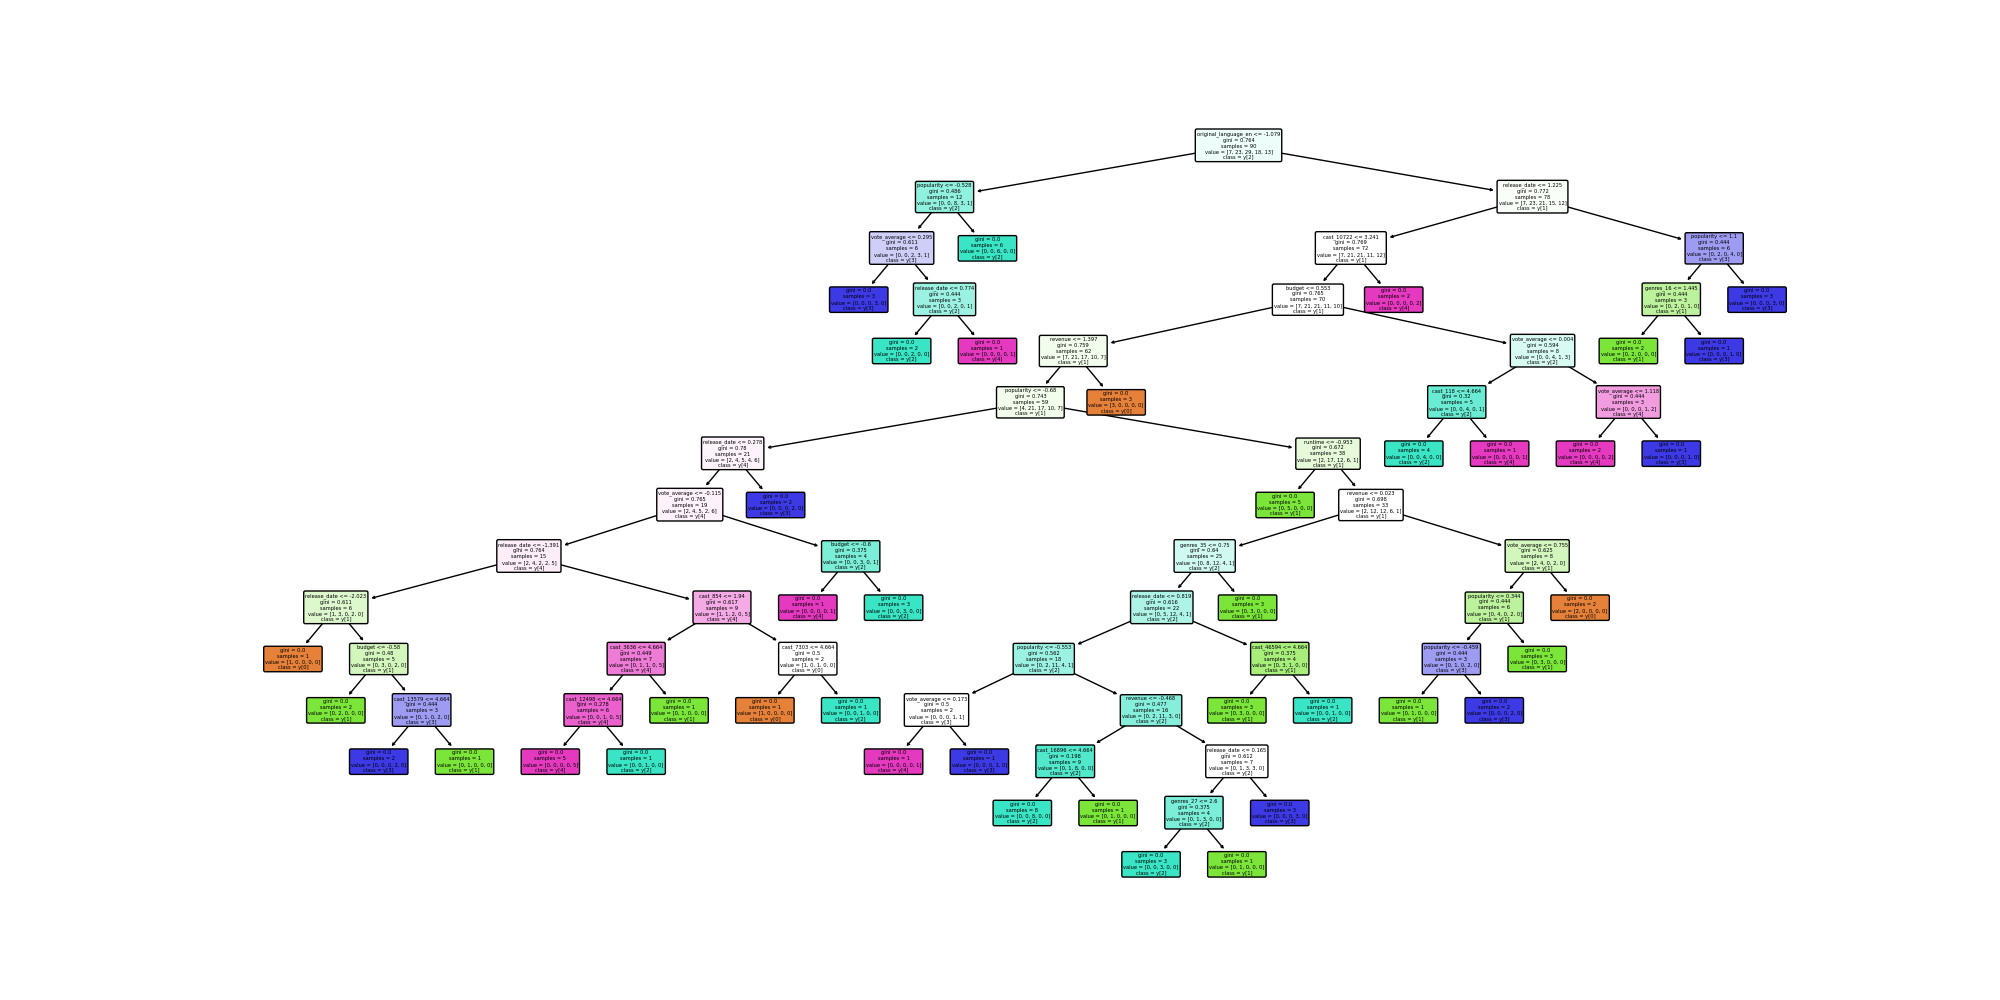 original_language_en <= -1.079
gini = 0.764
samples = 90
value = [7, 23, 29, 18, 13]
class = y[2]
popularity <= -0.528
gini = 0.486
samples = 12
value = [0, 0, 8, 3, 1]
class = y[2]
release_date <= 1.225
gini = 0.772
samples = 78
value = [7, 23, 21, 15, 12]
class = y[1]
vote_average <= 0.295
gini = 0.611
samples = 6
value = [0, 0, 2, 3, 1]
class = y[3]
gini = 0.0
samples = 6
value = [0, 0, 6, 0, 0]
class = y[2]
cast_10722 <= 3.241
gini = 0.769
samples = 72
value = [7, 21, 21, 11, 12]
class = y[1]
popularity <= 1.1
gini = 0.444
samples = 6
value = [0, 2, 0, 4, 0]
class = y[3]
gini = 0.0
samples = 3
value = [0, 0, 0, 3, 0]
class = y[3]
release_date <= 0.774
gini = 0.444
samples = 3
value = [0, 0, 2, 0, 1]
class = y[2]
budget <= 0.553
gini = 0.765
samples = 70
value = [7, 21, 21, 11, 10]
class = y[1]
gini = 0.0
samples = 2
value = [0, 0, 0, 0, 2]
class = y[4]
genres_16 <= 1.445
gini = 0.444
samples = 3
value = [0, 2, 0, 1, 0]
class = y[1]
gini = 0.0
samples = 3
value = [0, 0, 0, 3, 0]
class = y[3]
gini = 0.0
samples = 2
value = [0, 0, 2, 0, 0]
class = y[2]
gini = 0.0
samples = 1
value = [0, 0, 0, 0, 1]
class = y[4]
revenue <= 1.397
gini = 0.759
samples = 62
value = [7, 21, 17, 10, 7]
class = y[1]
vote_average <= 0.004
gini = 0.594
samples = 8
value = [0, 0, 4, 1, 3]
class = y[2]
gini = 0.0
samples = 2
value = [0, 2, 0, 0, 0]
class = y[1]
gini = 0.0
samples = 1
value = [0, 0, 0, 1, 0]
class = y[3]
popularity <= -0.68
gini = 0.743
samples = 59
value = [4, 21, 17, 10, 7]
class = y[1]
gini = 0.0
samples = 3
value = [3, 0, 0, 0, 0]
class = y[0]
cast_118 <= 4.664
gini = 0.32
samples = 5
value = [0, 0, 4, 0, 1]
class = y[2]
vote_average <= 1.118
gini = 0.444
samples = 3
value = [0, 0, 0, 1, 2]
class = y[4]
release_date <= 0.278
gini = 0.78
samples = 21
value = [2, 4, 5, 4, 6]
class = y[4]
runtime <= -0.953
gini = 0.672
samples = 38
value = [2, 17, 12, 6, 1]
class = y[1]
gini = 0.0
samples = 4
value = [0, 0, 4, 0, 0]
class = y[2]
gini = 0.0
samples = 1
value = [0, 0, 0, 0, 1]
class = y[4]
gini = 0.0
samples = 2
value = [0, 0, 0, 0, 2]
class = y[4]
gini = 0.0
samples = 1
value = [0, 0, 0, 1, 0]
class = y[3]
vote_average <= -0.115
gini = 0.765
samples = 19
value = [2, 4, 5, 2, 6]
class = y[4]
gini = 0.0
samples = 2
value = [0, 0, 0, 2, 0]
class = y[3]
gini = 0.0
samples = 5
value = [0, 5, 0, 0, 0]
class = y[1]
revenue <= 0.023
gini = 0.698
samples = 33
value = [2, 12, 12, 6, 1]
class = y[1]
release_date <= -1.391
gini = 0.764
samples = 15
value = [2, 4, 2, 2, 5]
class = y[4]
budget <= -0.6
gini = 0.375
samples = 4
value = [0, 0, 3, 0, 1]
class = y[2]
genres_35 <= 0.75
gini = 0.64
samples = 25
value = [0, 8, 12, 4, 1]
class = y[2]
vote_average <= 0.755
gini = 0.625
samples = 8
value = [2, 4, 0, 2, 0]
class = y[1]
release_date <= -2.023
gini = 0.611
samples = 6
value = [1, 3, 0, 2, 0]
class = y[1]
cast_854 <= 1.94
gini = 0.617
samples = 9
value = [1, 1, 2, 0, 5]
class = y[4]
gini = 0.0
samples = 1
value = [0, 0, 0, 0, 1]
class = y[4]
gini = 0.0
samples = 3
value = [0, 0, 3, 0, 0]
class = y[2]
release_date <= 0.819
gini = 0.616
samples = 22
value = [0, 5, 12, 4, 1]
class = y[2]
gini = 0.0
samples = 3
value = [0, 3, 0, 0, 0]
class = y[1]
popularity <= 0.344
gini = 0.444
samples = 6
value = [0, 4, 0, 2, 0]
class = y[1]
gini = 0.0
samples = 2
value = [2, 0, 0, 0, 0]
class = y[0]
gini = 0.0
samples = 1
value = [1, 0, 0, 0, 0]
class = y[0]
budget <= -0.58
gini = 0.48
samples = 5
value = [0, 3, 0, 2, 0]
class = y[1]
cast_3636 <= 4.664
gini = 0.449
samples = 7
value = [0, 1, 1, 0, 5]
class = y[4]
cast_7303 <= 4.664
gini = 0.5
samples = 2
value = [1, 0, 1, 0, 0]
class = y[0]
popularity <= -0.553
gini = 0.562
samples = 18
value = [0, 2, 11, 4, 1]
class = y[2]
cast_46594 <= 4.664
gini = 0.375
samples = 4
value = [0, 3, 1, 0, 0]
class = y[1]
popularity <= -0.459
gini = 0.444
samples = 3
value = [0, 1, 0, 2, 0]
class = y[3]
gini = 0.0
samples = 3
value = [0, 3, 0, 0, 0]
class = y[1]
gini = 0.0
samples = 2
value = [0, 2, 0, 0, 0]
class = y[1]
cast_13579 <= 4.664
gini = 0.444
samples = 3
value = [0, 1, 0, 2, 0]
class = y[3]
cast_12498 <= 4.664
gini = 0.278
samples = 6
value = [0, 0, 1, 0, 5]
class = y[4]
gini = 0.0
samples = 1
value = [0, 1, 0, 0, 0]
class = y[1]
gini = 0.0
samples = 1
value = [1, 0, 0, 0, 0]
class = y[0]
gini = 0.0
samples = 1
value = [0, 0, 1, 0, 0]
class = y[2]
vote_average <= 0.173
gini = 0.5
samples = 2
value = [0, 0, 0, 1, 1]
class = y[3]
revenue <= -0.468
gini = 0.477
samples = 16
value = [0, 2, 11, 3, 0]
class = y[2]
gini = 0.0
samples = 3
value = [0, 3, 0, 0, 0]
class = y[1]
gini = 0.0
samples = 1
value = [0, 0, 1, 0, 0]
class = y[2]
gini = 0.0
samples = 1
value = [0, 1, 0, 0, 0]
class = y[1]
gini = 0.0
samples = 2
value = [0, 0, 0, 2, 0]
class = y[3]
gini = 0.0
samples = 2
value = [0, 0, 0, 2, 0]
class = y[3]
gini = 0.0
samples = 1
value = [0, 1, 0, 0, 0]
class = y[1]
gini = 0.0
samples = 5
value = [0, 0, 0, 0, 5]
class = y[4]
gini = 0.0
samples = 1
value = [0, 0, 1, 0, 0]
class = y[2]
gini = 0.0
samples = 1
value = [0, 0, 0, 0, 1]
class = y[4]
gini = 0.0
samples = 1
value = [0, 0, 0, 1, 0]
class = y[3]
cast_16896 <= 4.664
gini = 0.198
samples = 9
value = [0, 1, 8, 0, 0]
class = y[2]
release_date <= 0.165
gini = 0.612
samples = 7
value = [0, 1, 3, 3, 0]
class = y[2]
gini = 0.0
samples = 8
value = [0, 0, 8, 0, 0]
class = y[2]
gini = 0.0
samples = 1
value = [0, 1, 0, 0, 0]
class = y[1]
genres_27 <= 2.6
gini = 0.375
samples = 4
value = [0, 1, 3, 0, 0]
class = y[2]
gini = 0.0
samples = 3
value = [0, 0, 0, 3, 0]
class = y[3]
gini = 0.0
samples = 3
value = [0, 0, 3, 0, 0]
class = y[2]
gini = 0.0
samples = 1
value = [0, 1, 0, 0, 0]
class = y[1]